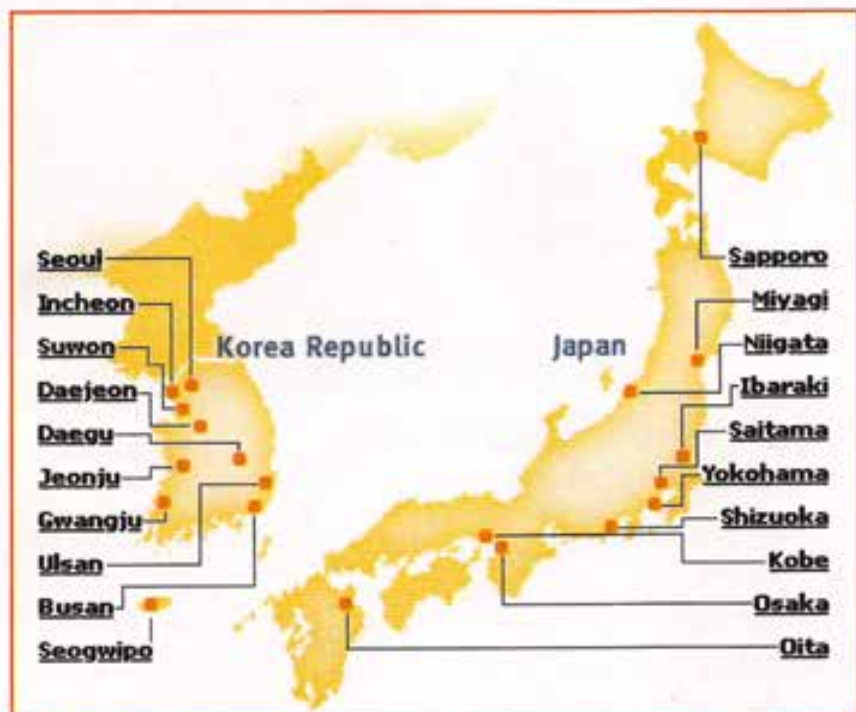 Seoul
Incheon
Suwon
Daejeon
Daegu
Jeonju
Gwangju
Ulsan
Busan
Seogwipo
Korea Republic
Japan
Sapporo
Miyagi
Niigata
Ibaraki
Saitama
Yokohama
Shizuoka
Kobe
Osaka
Oita